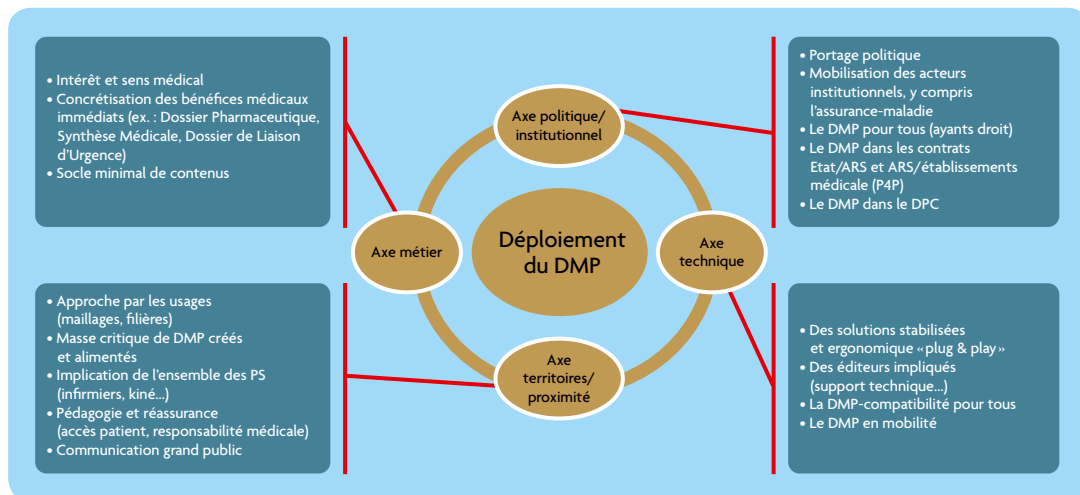 • Intérêt et sens médical
• Concrétisation des bénéfices médicaux
immédiats (ex. : Dossier Pharmaceutique,
Synthèse Médicale, Dossier de Liaison
d'Urgence)
• Socle minimal de contenus
• Portage politique
• Mobilisation des acteurs
institutionnels, y compris
l'assurance-maladie
• Le DMP pour tous (ayants droit)
• Le DMP dans les contrats
Etat/ARS et ARS/établissements
médicale (P4P)
• Le DMP dans le DPC
Axe politique/
institutionnel
Axe métier
Déploiement
du DMP
Axe
technique
Axe
territoires/
proximité
• Approche par les usages
(maillages, filières)
• Masse critique de DMP créés
et alimentés
• Implication de l'ensemble des PS
(infirmiers, kiné...)
• Pédagogie et réassurance
(accès patient, responsabilité médicale)
• Communication grand public
• Des solutions stabilisées
et ergonomique «plug & play»
• Des éditeurs impliqués
(support technique...)
• La DMP-compatibilité pour tous
• Le DMP en mobilité